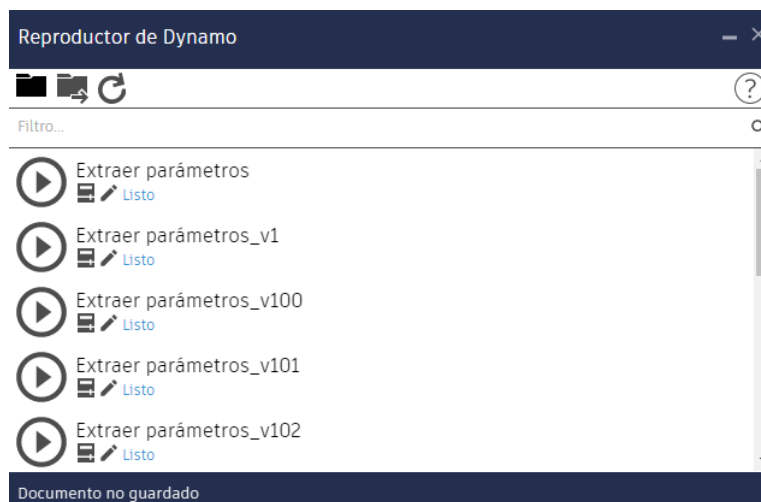 Reproductor de Dynamo
?
Filtro...
Extraer parámetros
Listo
Extraer parámetros_v1
Listo
Extraer parámetros_v100
Listo
Extraer parámetros_v101
Listo
Extraer parámetros_v102
Listo
Documento no guardado